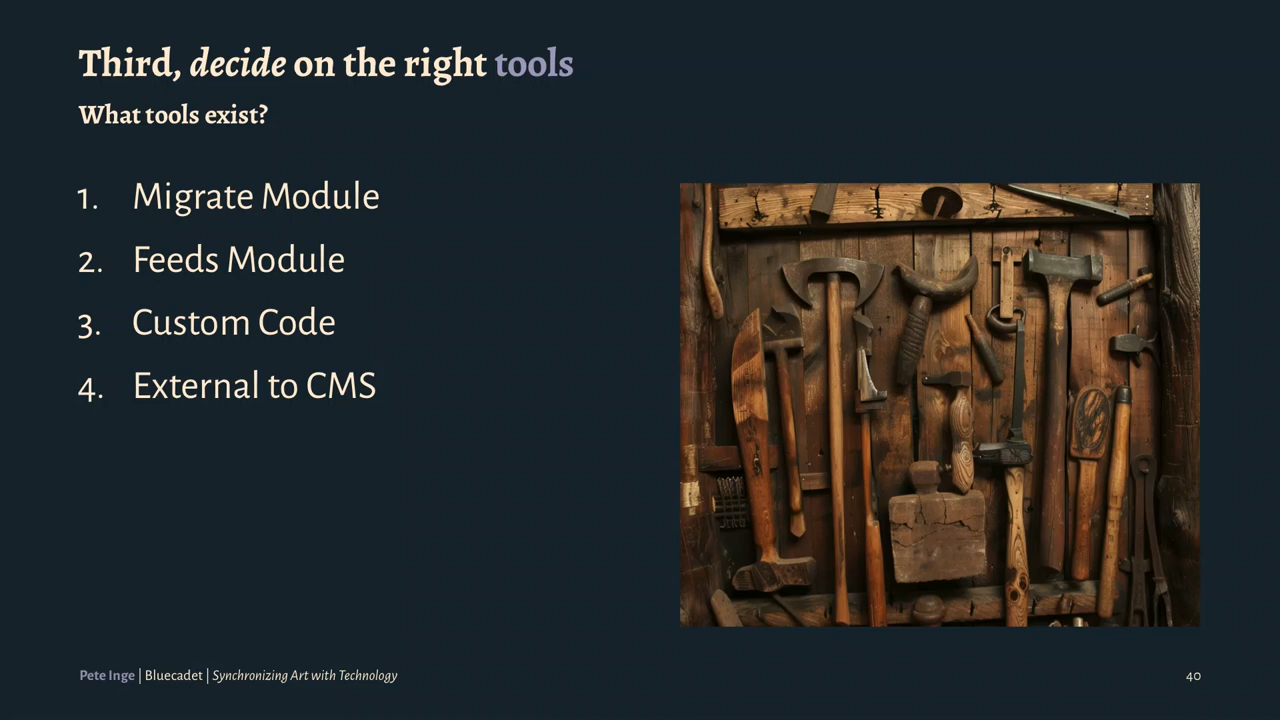 Third, decide on the right tools
What tools exist?
1. Migrate Module
2. Feeds Module
3. Custom Code
4. External to CMS
Pete Inge | Bluecadet | Synchronizing Art with Technology
40